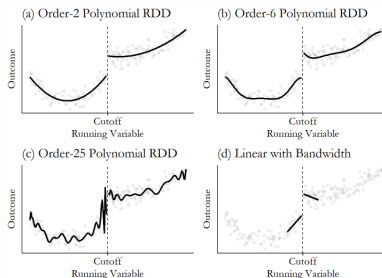 (a) Order-2 Polynomial RDD
Outcome
Cutoff
Running Variable
(b) Order-6 Polynomial RDD
Outcome
Cutoff
Running Variable
(c) Order-25 Polynomial RDD
Outcome
Cutoff
Running Variable
(d) Linear with Bandwidth
Outcome
Cutoff
Running Variable